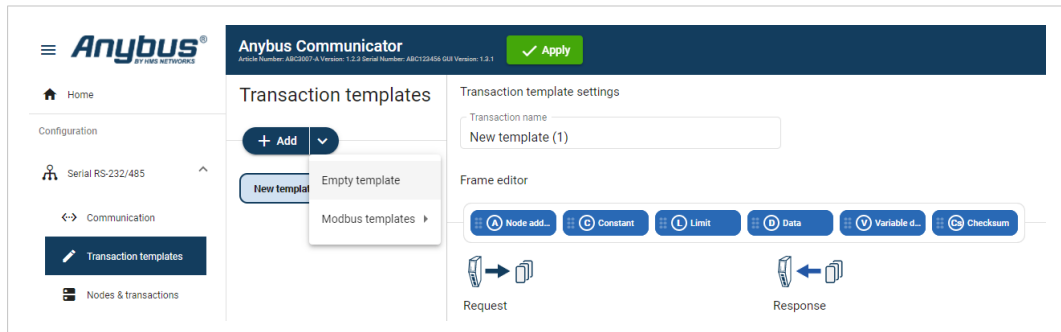 Anybus®
BY HMS NETWORKS
Anybus Communicator
Article Number: ABC3007-A Version: 1.2.3 Serial Number: ABC123456 GUI Version: 1.3.1
Apply
Home
Configuration
Serial RS-232/485
Communication
Transaction templates
Nodes & transactions
Transaction templates
Add
New templat
Empty template
Modbus templates
Transaction template settings
Transaction name
New template (1)
Frame editor
A Node add...
C Constant
L Limit
D Data
V Variable d...
Cs Checksum
Request
Response